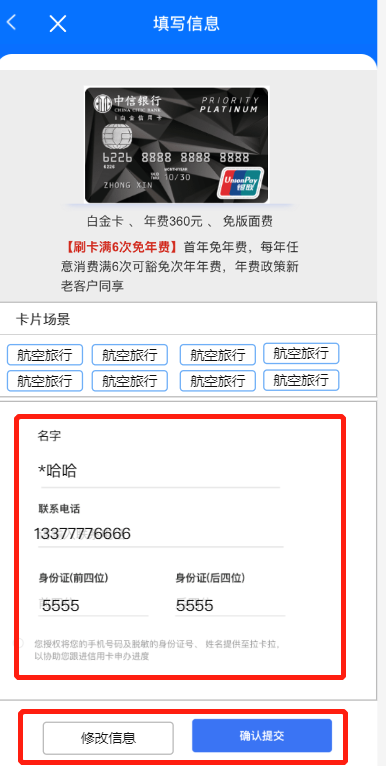 填写信息
中信银行
CHINA CITIC BANK
i白金信用卡
PRIORITY
PLATINUM
6226 8888 8888 8888
6226
MONTH/YEAR
10/30
ZHONG XIN
UnionPay
银联
白金卡 、 年费360元 、 免版面费
【刷卡满6次免年费】首年免年费，每年任
意消费满6次可豁免次年年费，年费政策新
老客户同享
卡片场景
航空旅行 航空旅行 航空旅行 航空旅行
航空旅行 航空旅行 航空旅行 航空旅行
名字
*哈哈
联系电话
13377776666
身份证(前四位) 身份证(后四位)
5555 5555
您授权将您的手机号码及脱敏的身份证号、 姓名提供至拉卡拉，
以协助您跟进信用卡申办进度
修改信息 确认提交